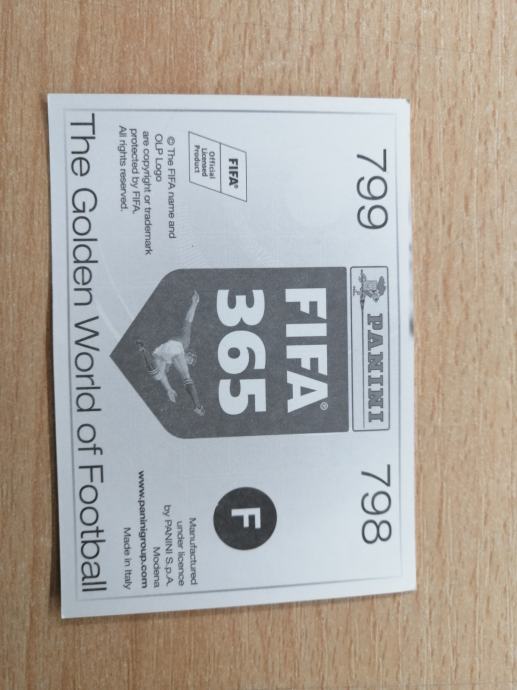 799
PANINI
798
FIFA®
365
FIFA®
Official
Licensed
Product
© The FIFA name and
OLP Logo
are copyright or trademark
protected by FIFA.
All rights reserved.
F
Manufactured
under licence
by PANINI S.p.A.
Modena
www.paninigroup.com
Made in Italy
The Golden World of Football